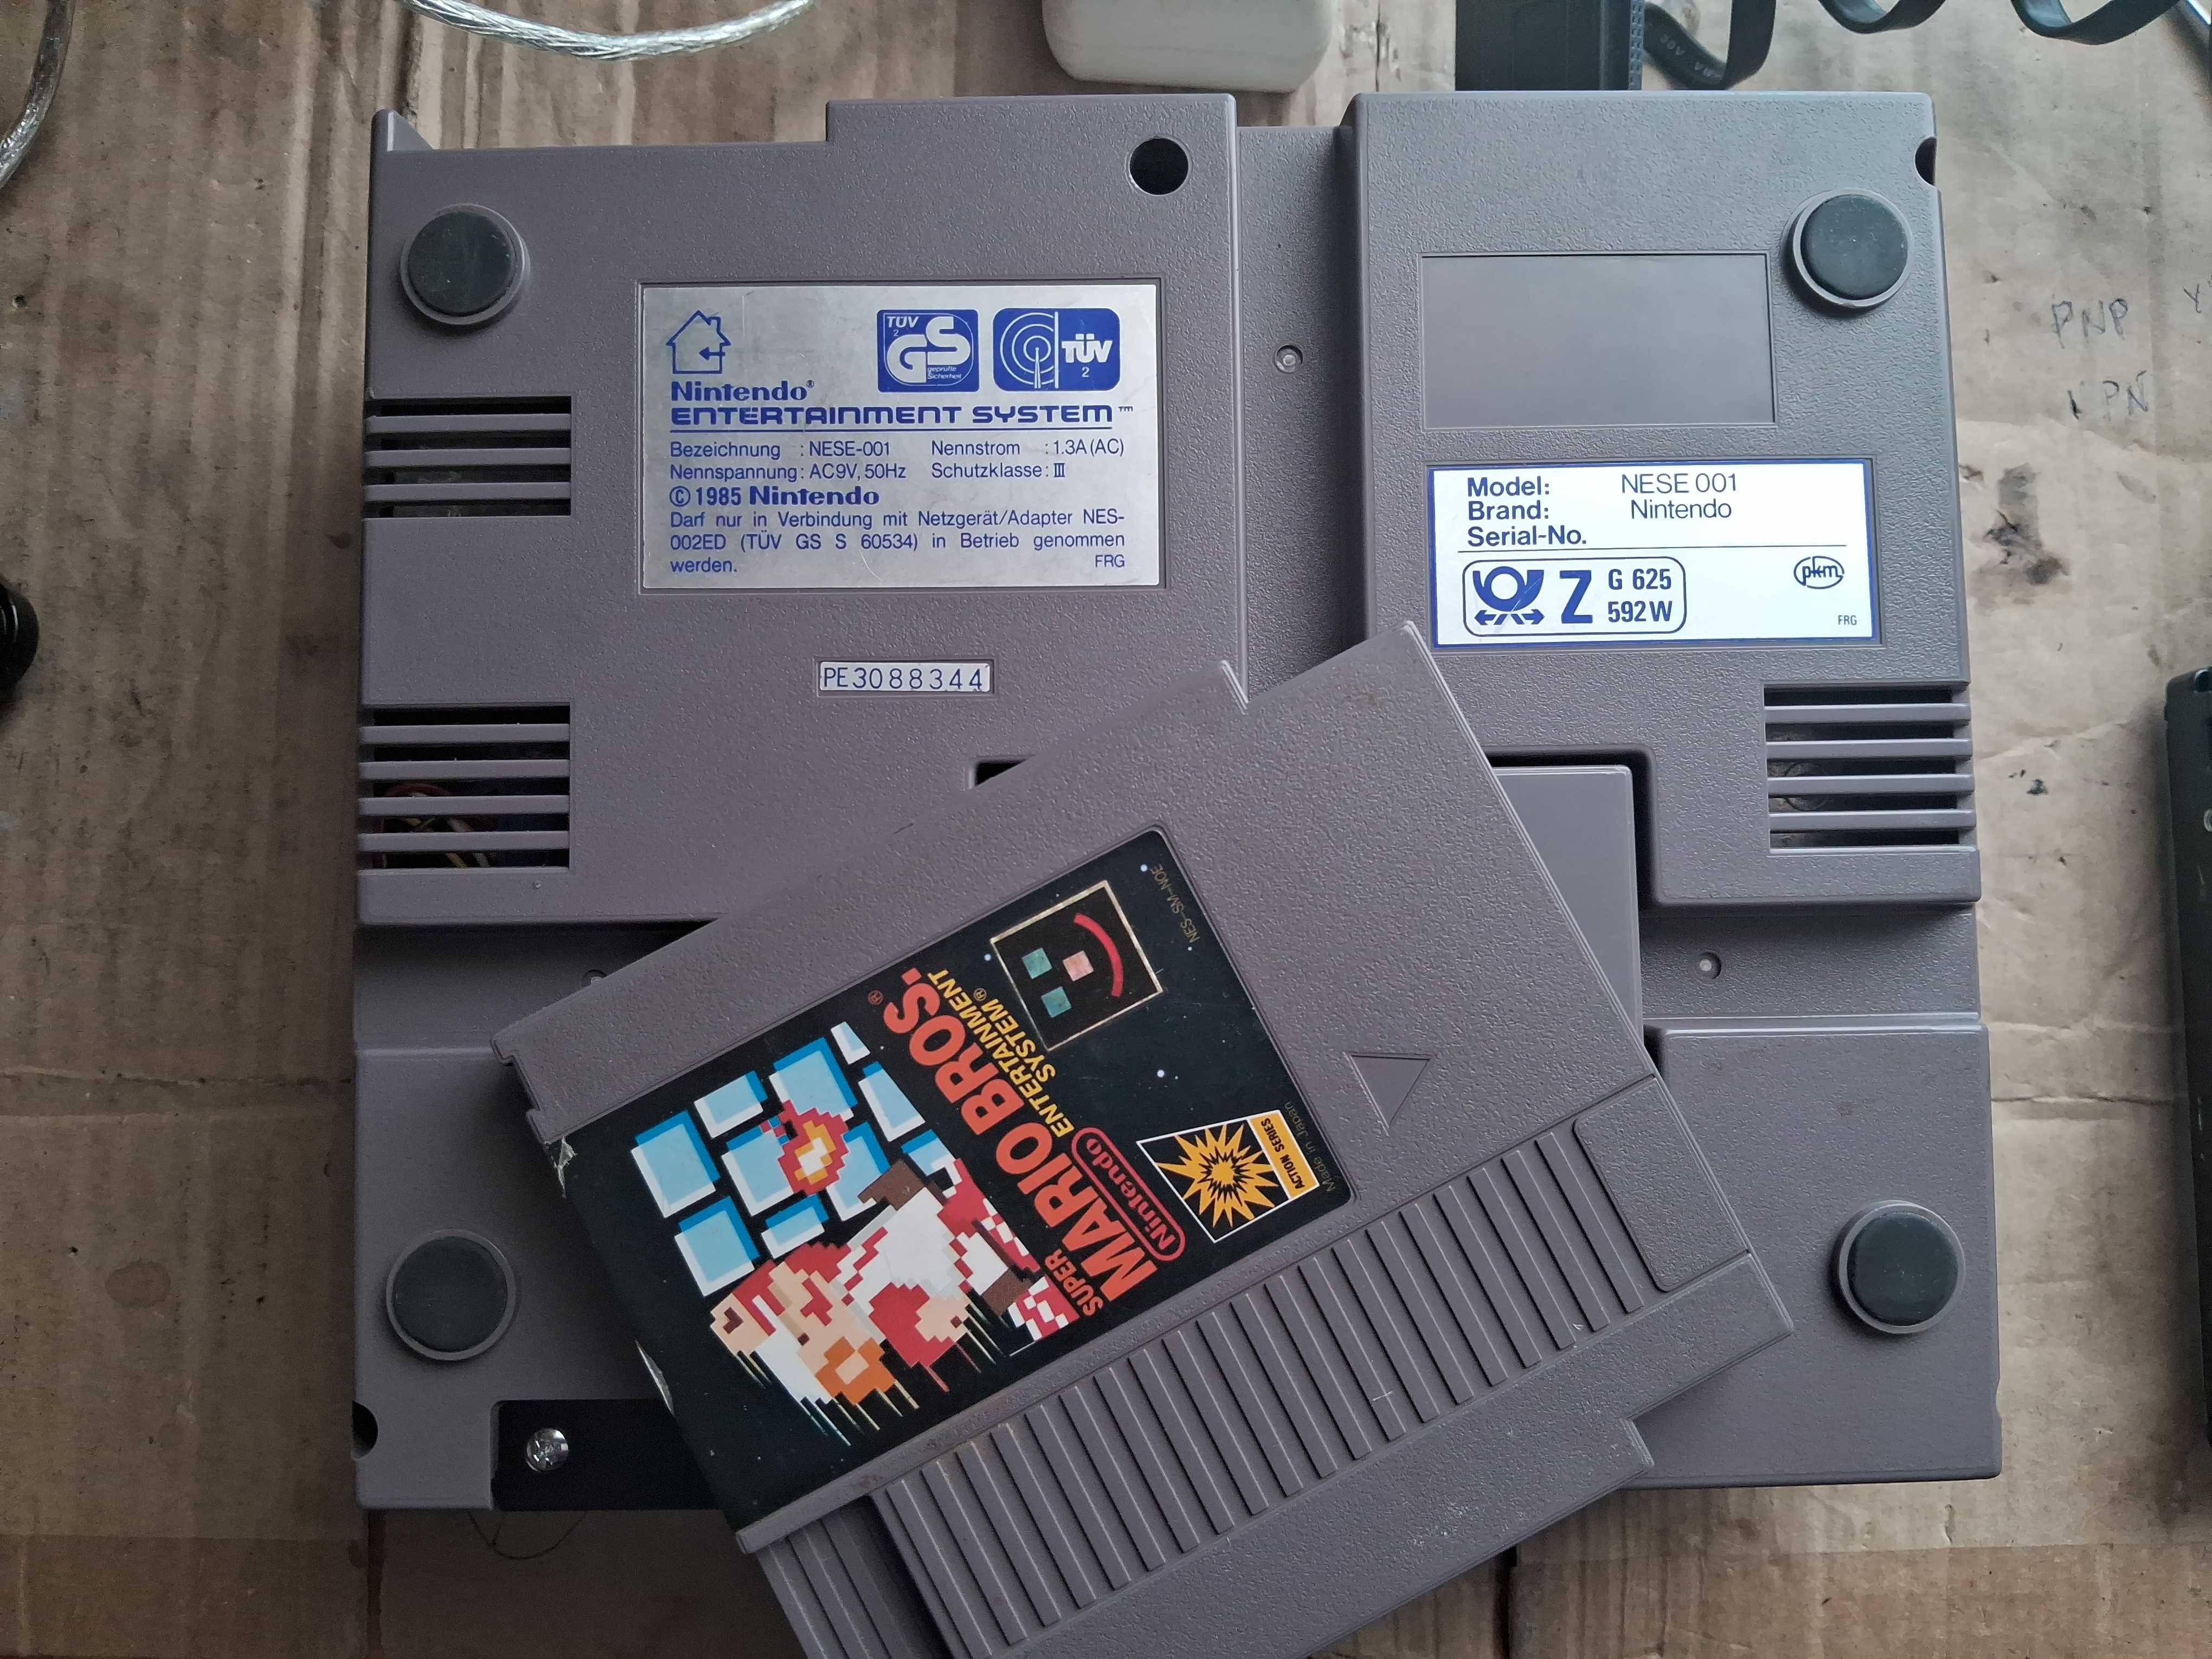 TÜV
2
GS
geprüfte
Sicherheit
TÜV
2
Nintendo®
ENTERTAINMENT SYSTEM™
Bezeichnung : NESE-001 Nennstrom : 1.3A (AC)
Nennspannung : AC9V, 50Hz Schutzklasse : III
© 1985 Nintendo
Darf nur in Verbindung mit Netzgerät/Adapter NES-
002ED (TÜV GS S 60534) in Betrieb genommen
werden. FRG
PE3088344
Model: NESE 001
Brand: Nintendo
Serial-No.
Z G 625
592 W
pkm
FRG
PNP
NES-SM-NOE
SUPER
MARIO BROS.®
Nintendo
ENTERTAINMENT
SYSTEM®
ACTION SERIES
Made in Japan